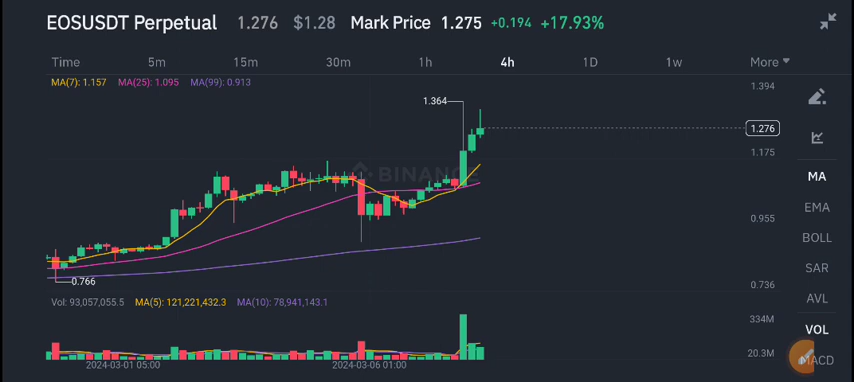 EOSUSDT Perpetual 1.276 $1.28 Mark Price 1.275 +0.194 +17.93%
Time 5m 15m 30m 1h 4h 1D 1w More
MA(7): 1.157 MA(25): 1.095 MA(99): 0.913
1.394
1.364
1.276
1.175
BINANCE
0.955
0.766
0.736
MA
EMA
BOLL
SAR
AVL
VOL
MACD
Vol: 93,057,055.5 MA(5): 121,221,432.3 MA(10): 78,941,143.1
334M
20.3M
2024-03-01 05:00 2024-03-06 01:00